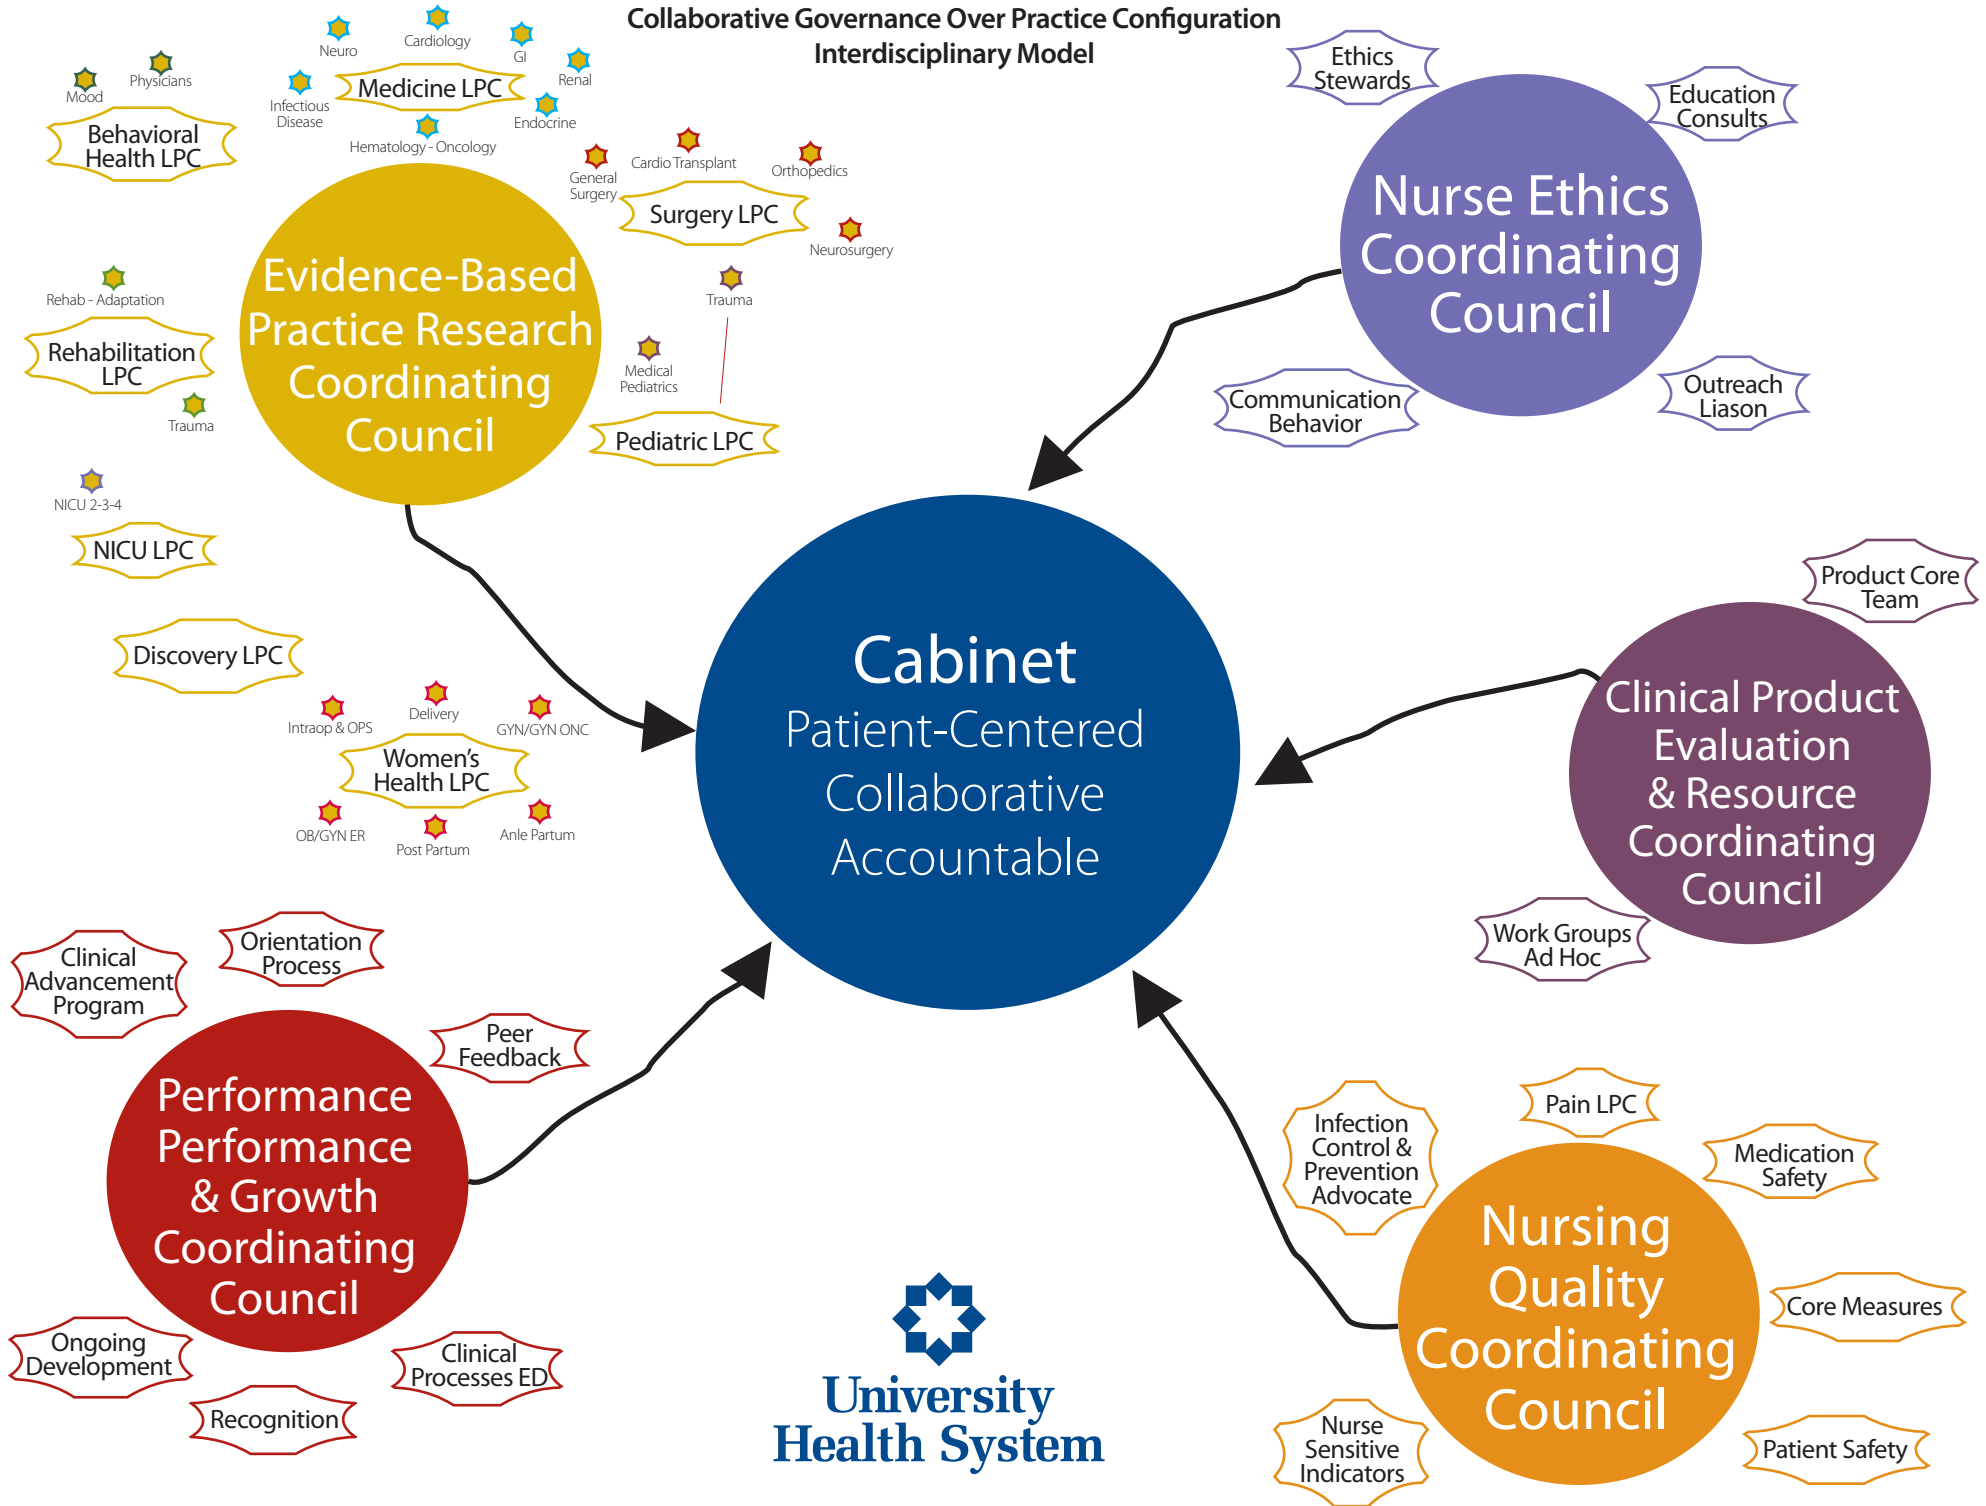 Collaborative Governance Over Practice Configuration
Interdisciplinary Model
Mood
Physicians
Behavioral
Health LPC
Neuro
Cardiology
GI
Renal
Infectious
Disease
Medicine LPC
Endocrine
Hematology - Oncology
General
Surgery
Cardio Transplant
Orthopedics
Surgery LPC
Neurosurgery
Evidence-Based
Practice Research
Coordinating
Council
Trauma
Medical
Pediatrics
Pediatric LPC
Rehab - Adaptation
Rehabilitation
LPC
Trauma
NICU 2-3-4
NICU LPC
Discovery LPC
Intraop & OPS
Delivery
GYN/GYN ONC
Women's
Health LPC
OB/GYN ER
Post Partum
Anle Partum
Ethics
Stewards
Education
Consults
Nurse Ethics
Coordinating
Council
Communication
Behavior
Outreach
Liason
Cabinet
Patient-Centered
Collaborative
Accountable
Product Core
Team
Clinical Product
Evaluation
& Resource
Coordinating
Council
Work Groups
Ad Hoc
Clinical
Advancement
Program
Orientation
Process
Peer
Feedback
Performance
Performance
& Growth
Coordinating
Council
Ongoing
Development
Recognition
Clinical
Processes ED
University
Health System
Infection
Control &
Prevention
Advocate
Pain LPC
Medication
Safety
Nursing
Quality
Coordinating
Council
Core Measures
Nurse
Sensitive
Indicators
Patient Safety